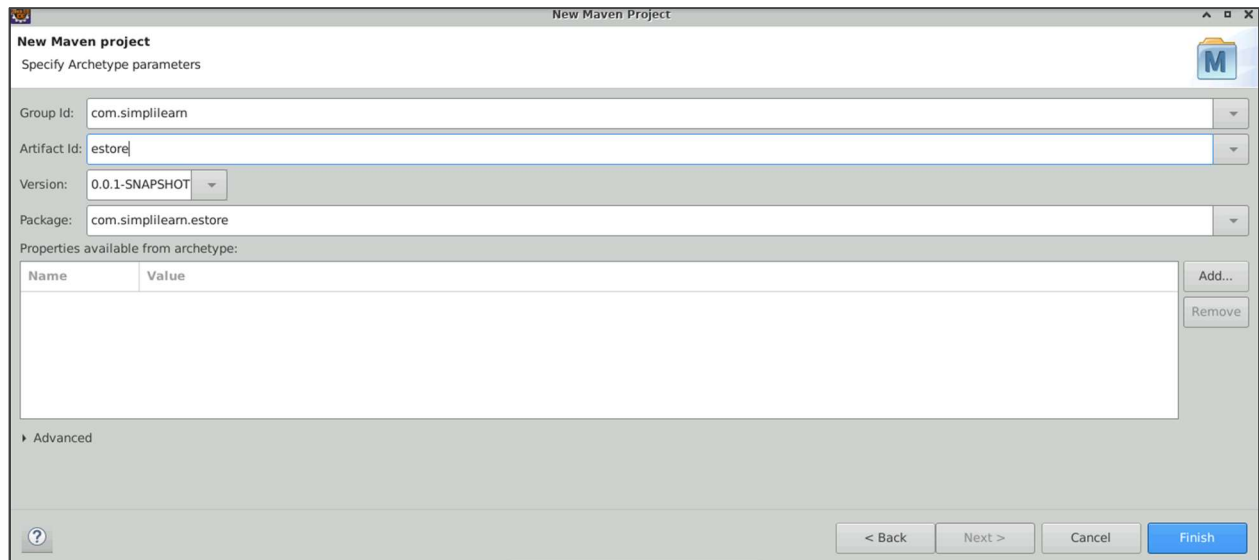 New Maven Project
New Maven project
Specify Archetype parameters
M
Group Id: com.simplilearn
Artifact Id: estore
Version: 0.0.1-SNAPSHOT
Package: com.simplilearn.estore
Properties available from archetype:
Name Value
Add...
Remove
Advanced
? < Back Next > Cancel Finish